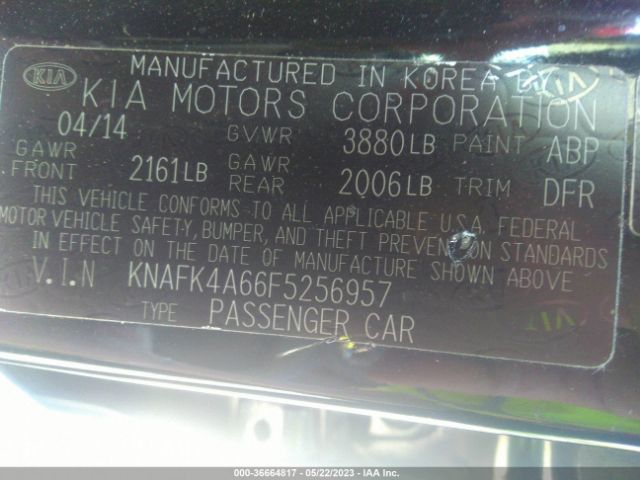 KIA
MANUFACTURED IN KOREA BY
KIA MOTORS CORPORATION
04/14 GVWR 3880LB PAINT ABP
GAWR FRONT 2161LB GAWR REAR 2006LB TRIM DFR
THIS VEHICLE CONFORMS TO ALL APPLICABLE U.S.A. FEDERAL
MOTOR VEHICLE SAFETY, BUMPER, AND THEFT PREVENTION STANDARDS
IN EFFECT ON THE DATE OF MANUFACTURE SHOWN ABOVE
V.I.N KNAFK4A66F5256957
TYPE PASSENGER CAR
000-36664817 - 05/22/2023 - IAAI.